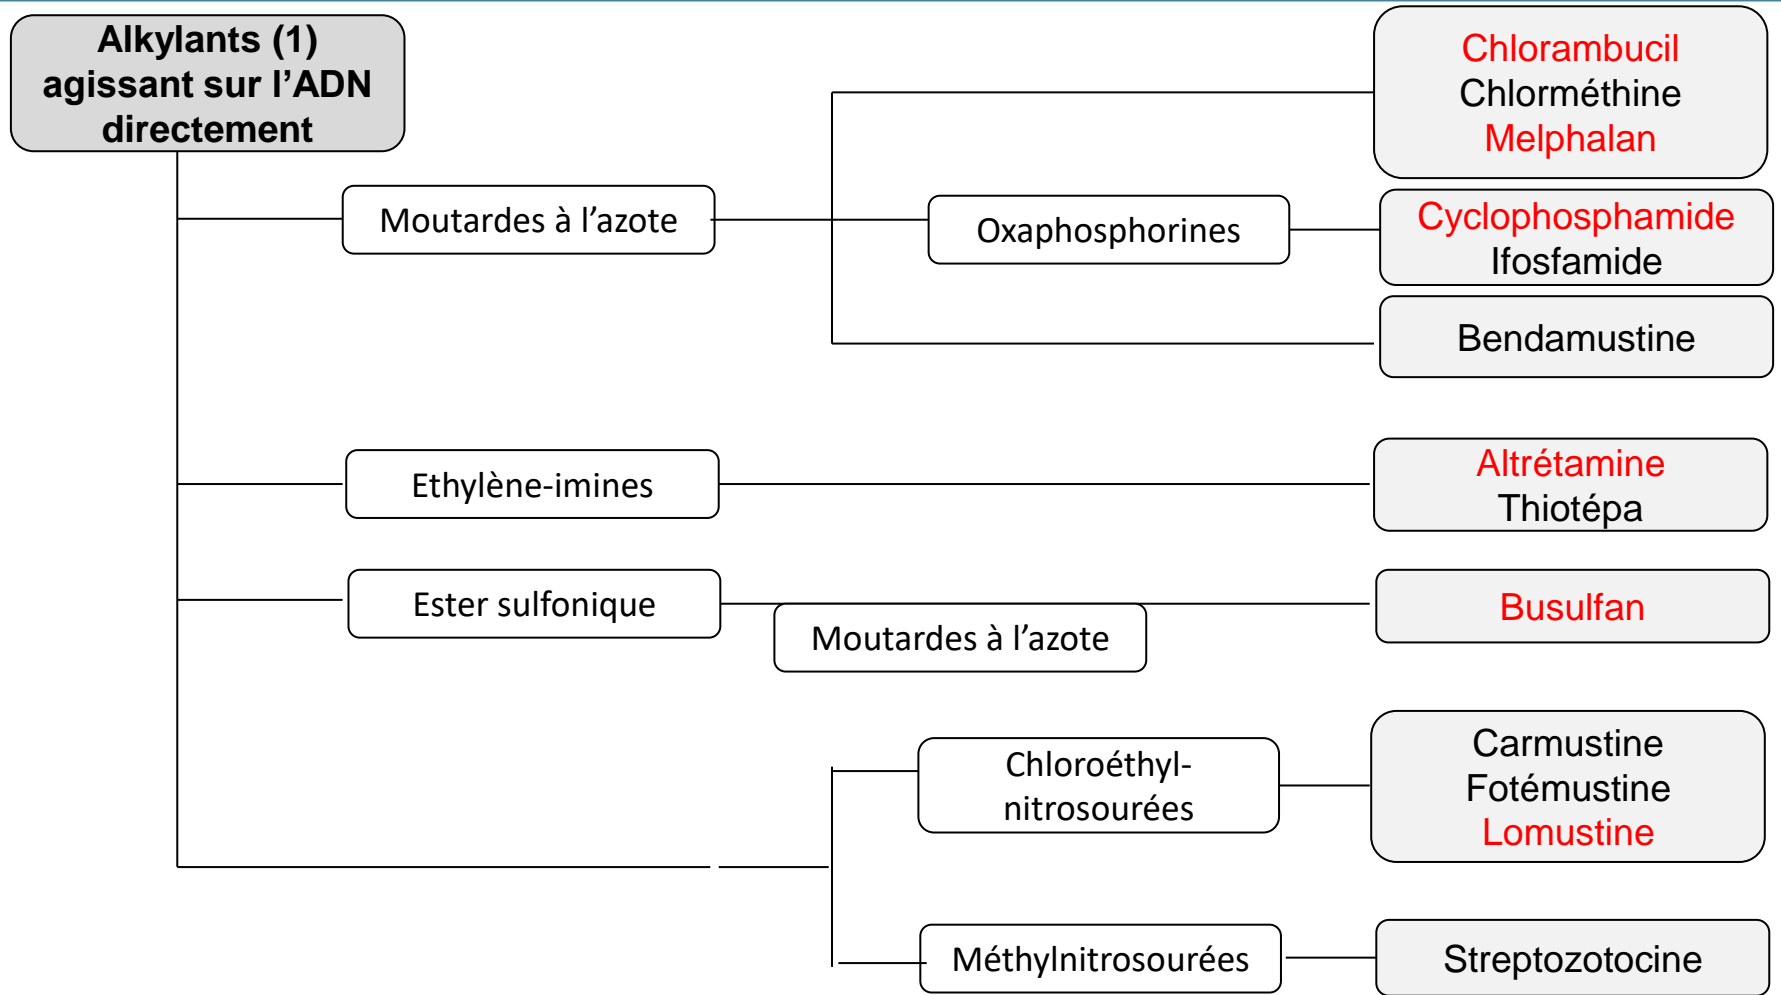 Alkylants (1)
agissant sur l’ADN
directement
Chlorambucil
Chlorméthine
Melphalan
Moutardes à l’azote
Oxaphosphorines
Cyclophosphamide
Ifosfamide
Bendamustine
Ethylène-imines
Altrétamine
Thiotépa
Ester sulfonique
Moutardes à l’azote
Busulfan
Chloroéthyl-
nitrosourées
Carmustine
Fotémustine
Lomustine
Méthylnitrosourées
Streptozotocine